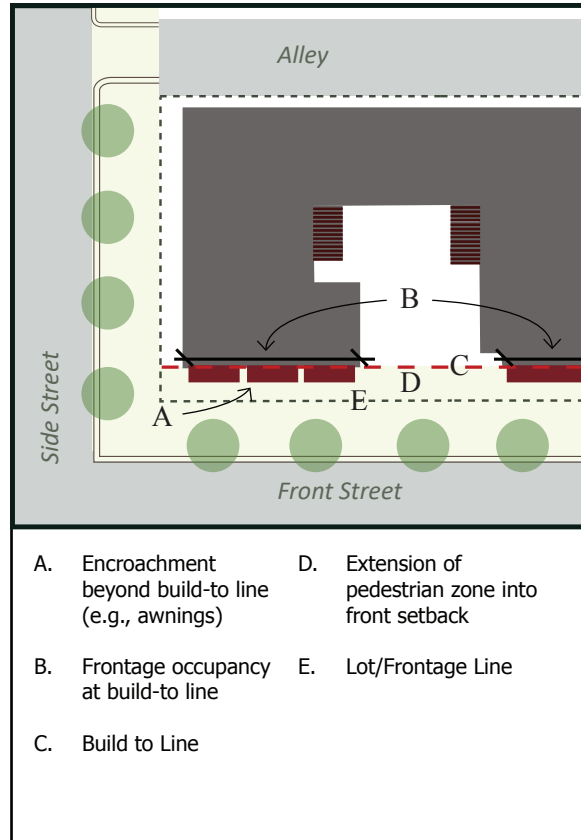 Alley
B
C
D
E
A
Side Street
Front Street
A. Encroachment
beyond build-to line
(e.g., awnings)
B. Frontage occupancy
at build-to line
C. Build to Line
D. Extension of
pedestrian zone into
front setback
E. Lot/Frontage Line